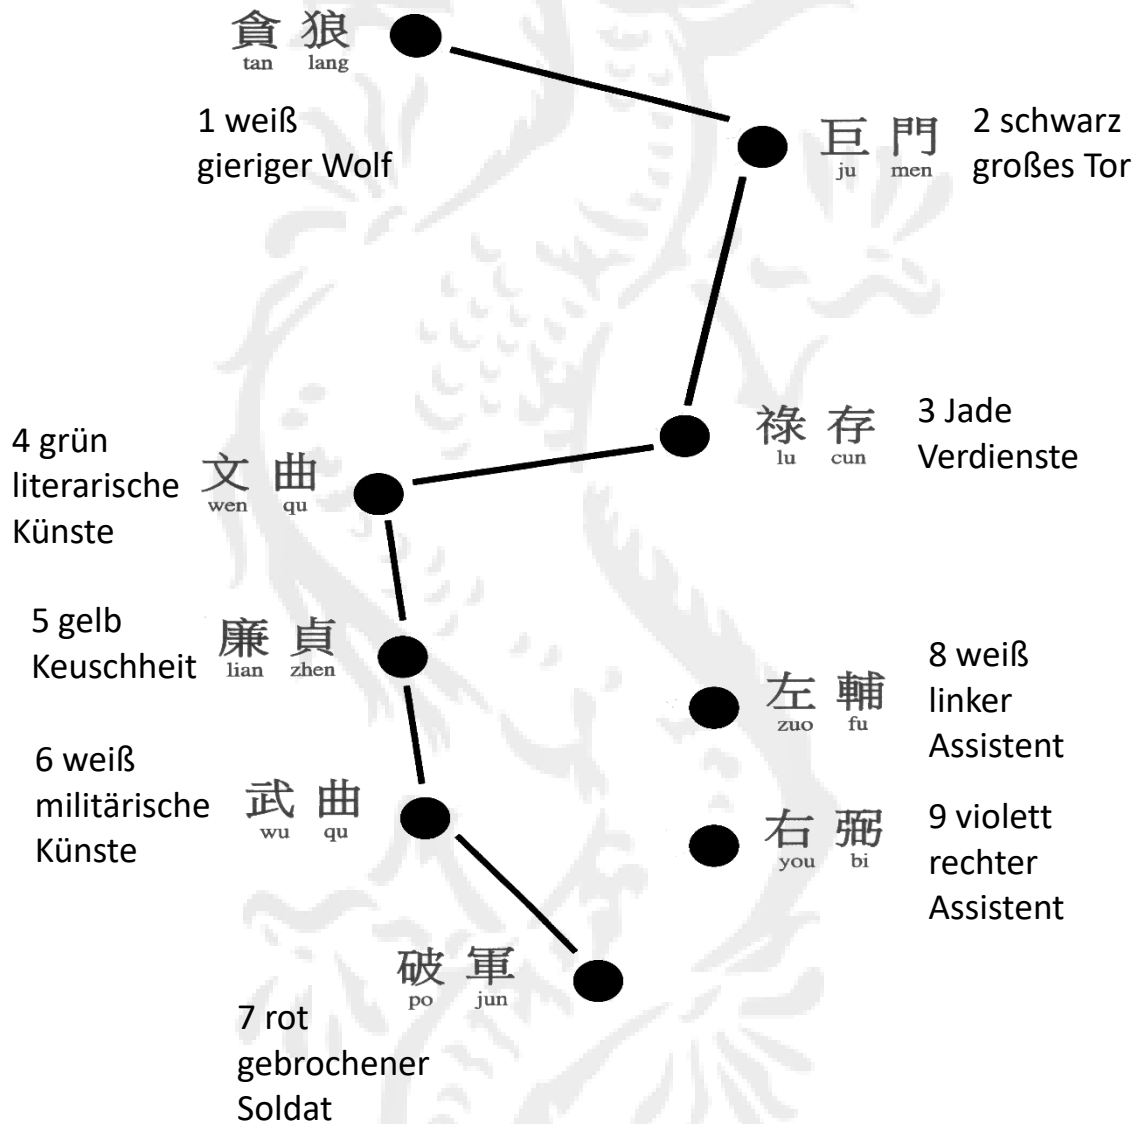 貪 狼
tan lang
1 weiß
gieriger Wolf
巨 門
ju men
2 schwarz
großes Tor
祿 存
lu cun
3 Jade
Verdienste
4 grün
literarische
Künste
文 曲
wen qu
5 gelb
Keuschheit
廉 貞
lian zhen
6 weiß
militärische
Künste
武 曲
wu qu
左 輔
zuo fu
8 weiß
linker
Assistent
右 弼
you bi
9 violett
rechter
Assistent
破 軍
po jun
7 rot
gebrochener
Soldat